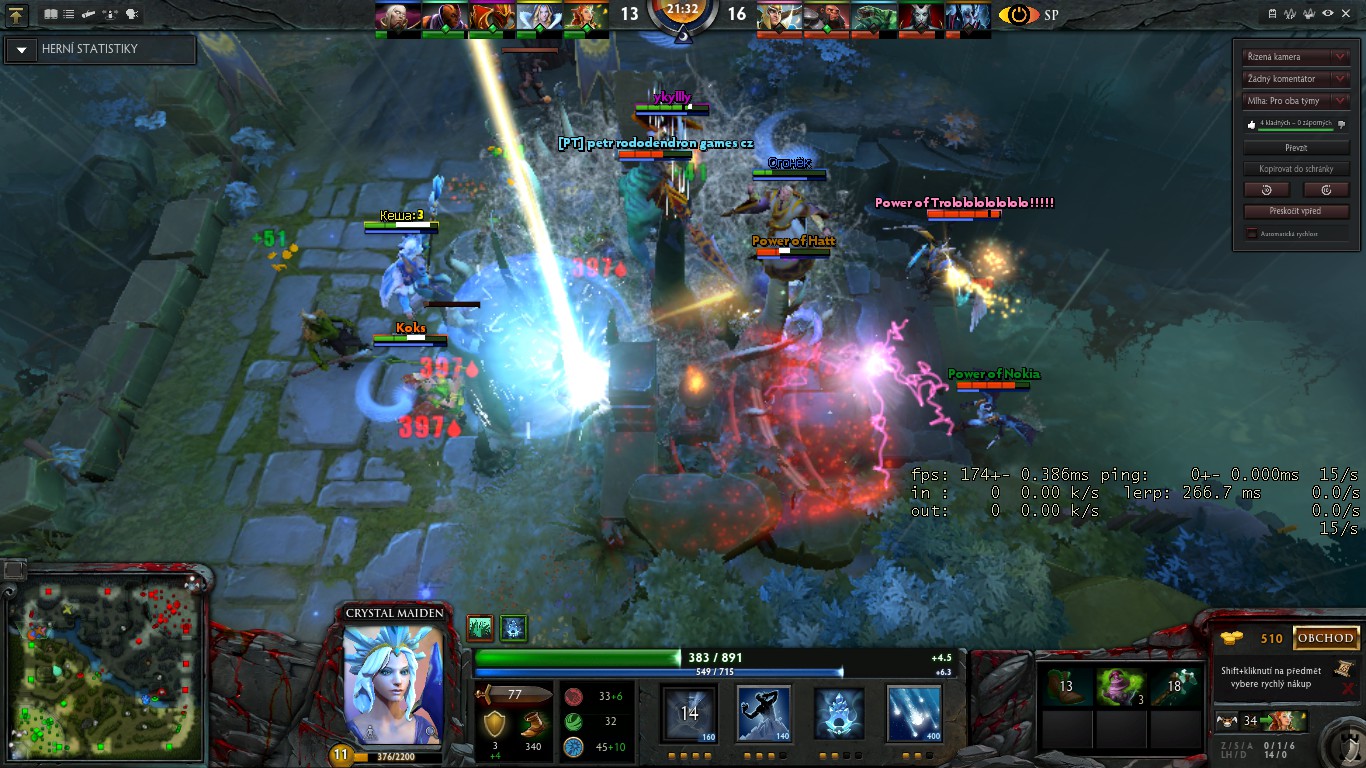 13 21:32 16 SP
HERNÍ STATISTIKY
Řízená kamera
Žádný komentátor
Mlha: Pro oba týmy
4 kladných – 0 záporných
Převzít
Kopírovat do schránky
Přeskočit vpřed
Automatická rychlost
ykyllly
[PT] petr rododendron games cz
Огонёк
Power of Trolololololololo!!!!!
Кеша:3
Power of Hatt
+51
397
Koks
397
397
Power of Nokia
fps: 174+- 0.386ms ping: 0+- 0.000ms 15/s
in : 0 0.00 k/s lerp: 266.7 ms 0.0/s
out: 0 0.00 k/s 0.0/s
15/s
CRYSTAL MAIDEN
11 376/2200
383 / 891 +4.5
549 / 715 +6.3
77
3
+4
340
33+6
32
45+10
14 160
140
400
13 3 18
510 OBCHOD
Shift+kliknutí na předmět
vybere rychlý nákup
34
Z / S / A 0/1/6
LH / D 14/0